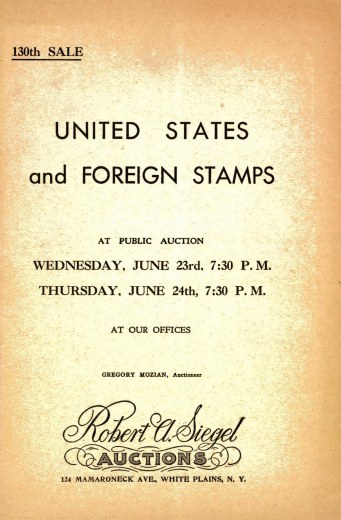 130th SALE
UNITED STATES
and FOREIGN STAMPS
AT PUBLIC AUCTION
WEDNESDAY, JUNE 23rd, 7:30 P. M.
THURSDAY, JUNE 24th, 7:30 P. M.
AT OUR OFFICES
GREGORY MOZIAN, Auctioneer
Robert A. Siegel
AUCTIONS
124 MAMARONECK AVE., WHITE PLAINS, N. Y.